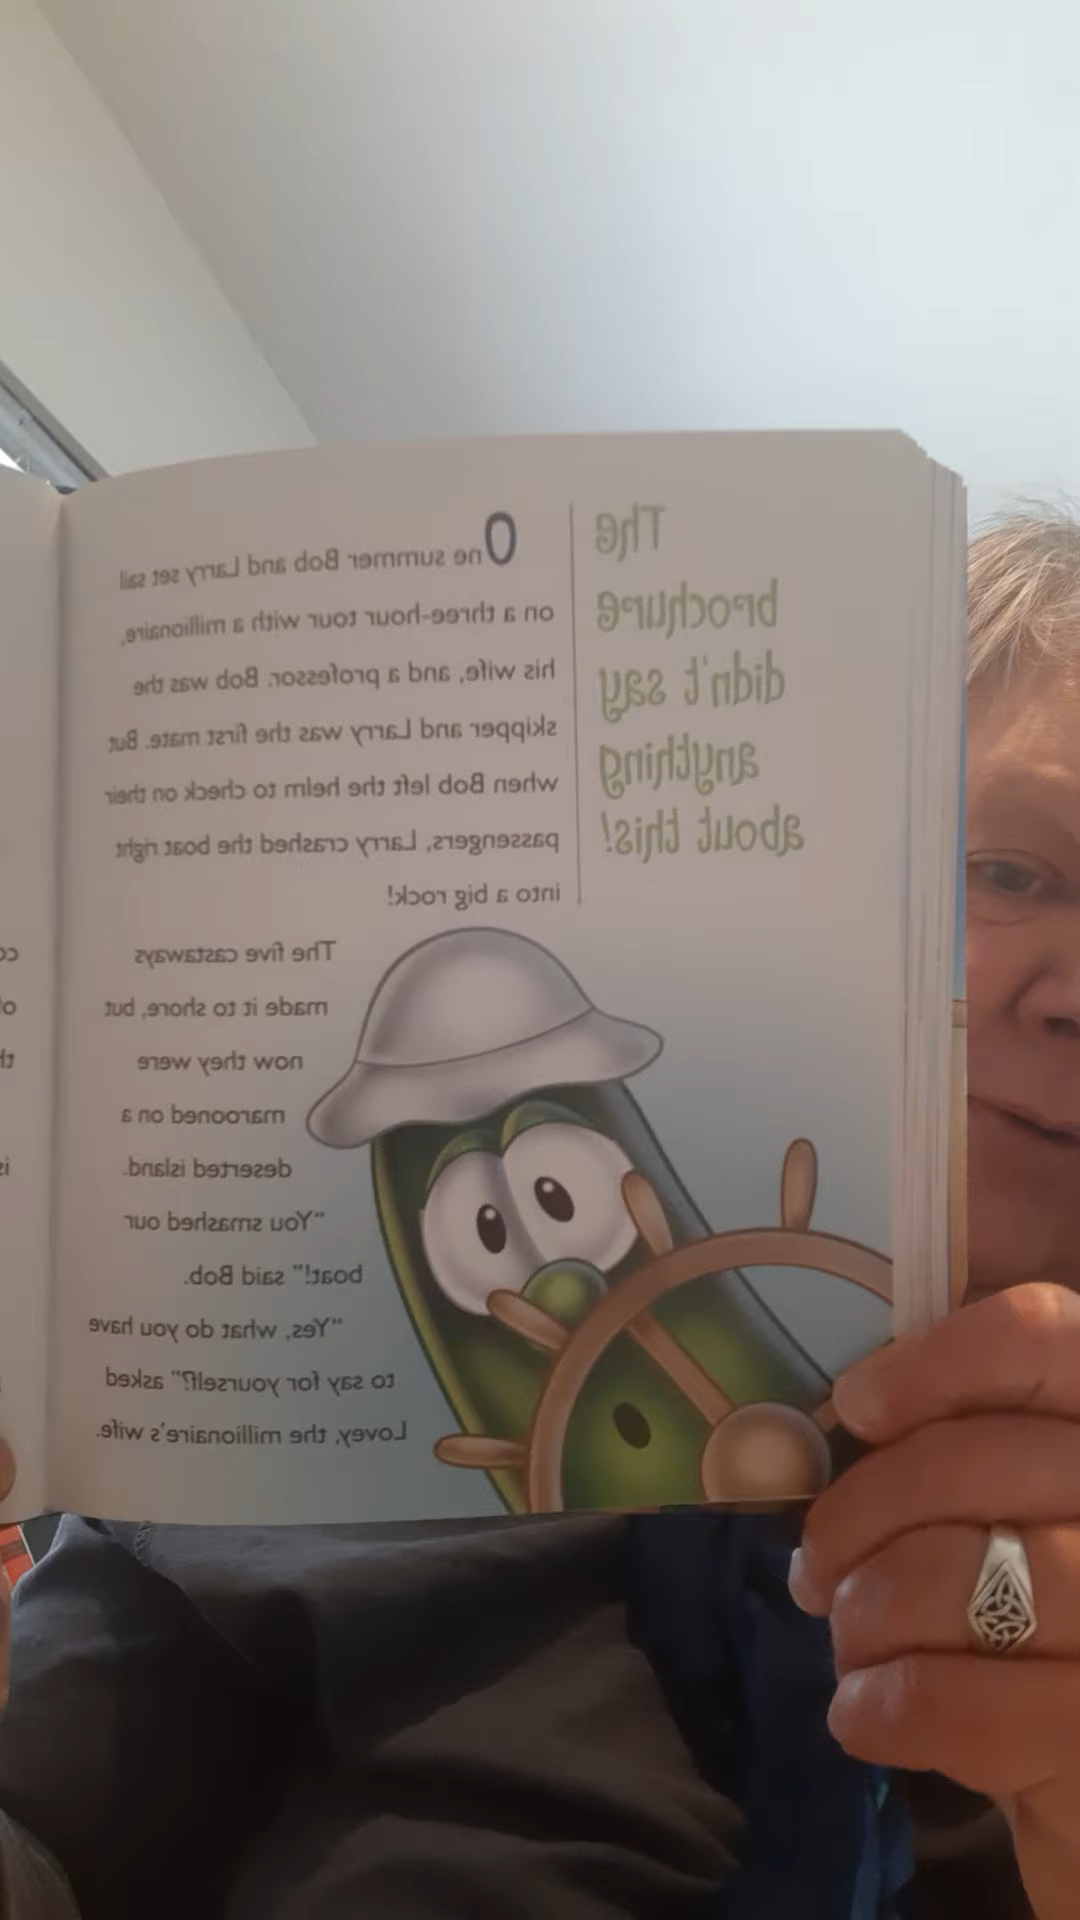 The
brochure
didn't say
anything
about this!
One summer Bob and Larry set sail
on a three-hour tour with a millionaire,
his wife, and a professor. Bob was the
skipper and Larry was the first mate. But
when Bob left the helm to check on their
passengers, Larry crashed the boat right
into a big rock!
The five castaways
made it to shore, but
now they were
marooned on a
deserted island.
"You smashed our
boat!" said Bob.
"Yes, what do you have
to say for yourself?" asked
Lovey, the millionaire's wife.